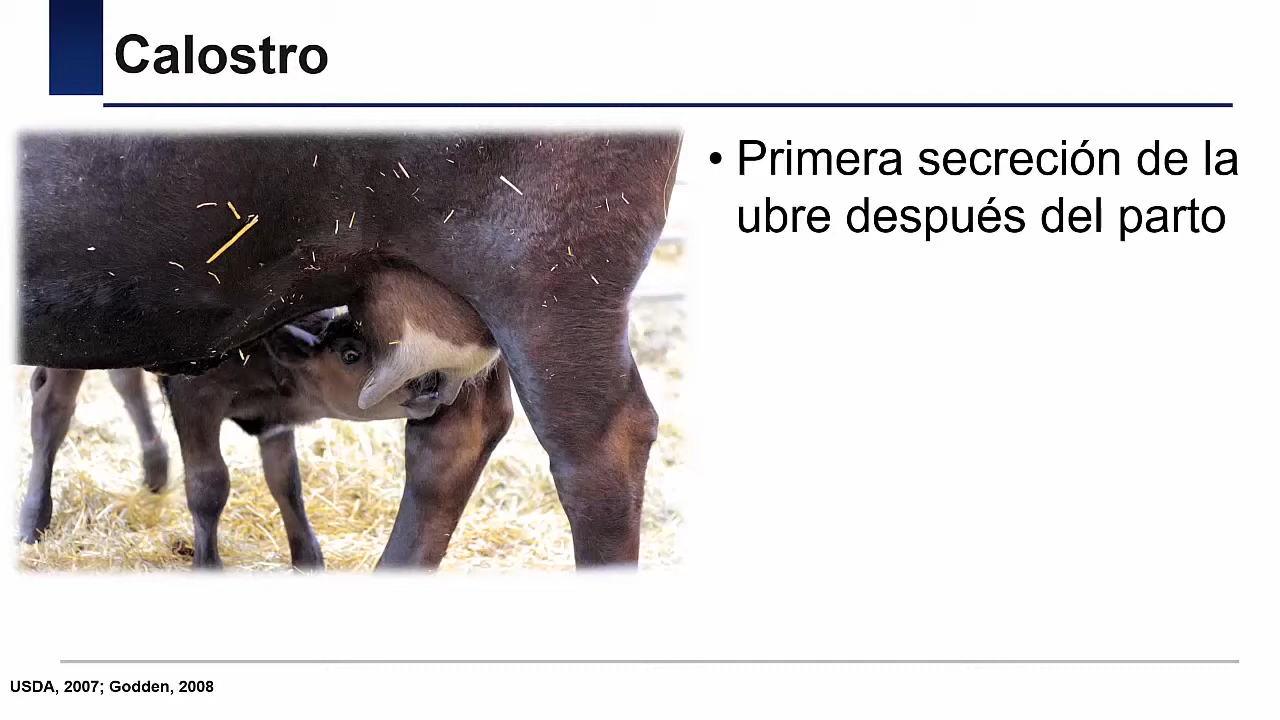 Calostro
• Primera secreción de la
ubre después del parto
USDA, 2007; Godden, 2008